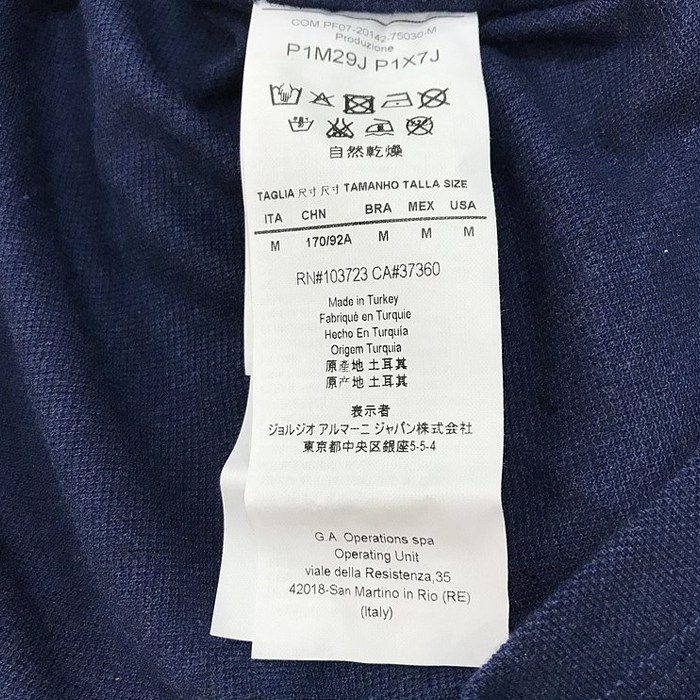 COM.PF07-20142-75030-M
Produzione
P1M29J P1X7J
自然乾燥
TAGLIA 尺寸 尺寸 TAMANHO TALLA SIZE
ITA CHN BRA MEX USA
M 170/92A M M M
RN#103723 CA#37360
Made in Turkey
Fabriqué en Turquie
Hecho En Turquía
Origem Turquia
原產地 土耳其
原产地 土耳其
表示者
ジョルジオ アルマーニ ジャパン株式会社
東京都中央区銀座5-5-4
G.A. Operations spa
Operating Unit
viale della Resistenza,35
42018-San Martino in Rio (RE)
(Italy)